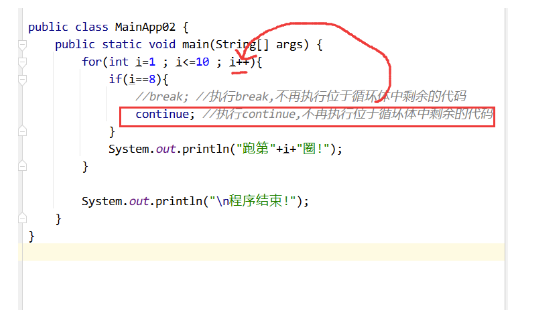 public class MainApp02 {
public static void main(String[] args) {
for(int i=1 ; i<=10 ; i++){
if(i==8){
//break; //执行break,不再执行位于循环体中剩余的代码
continue; //执行continue,不再执行位于循环体中剩余的代码
}
System.out.println("跑第"+i+"圈!");
}
System.out.println("\n程序结束!");
}
}